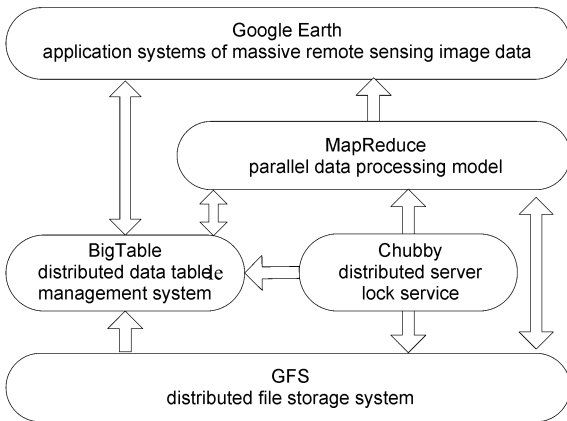 Google Earth
application systems of massive remote sensing image data
MapReduce
parallel data processing model
BigTable
distributed data table
management system
Chubby
distributed server
lock service
GFS
distributed file storage system